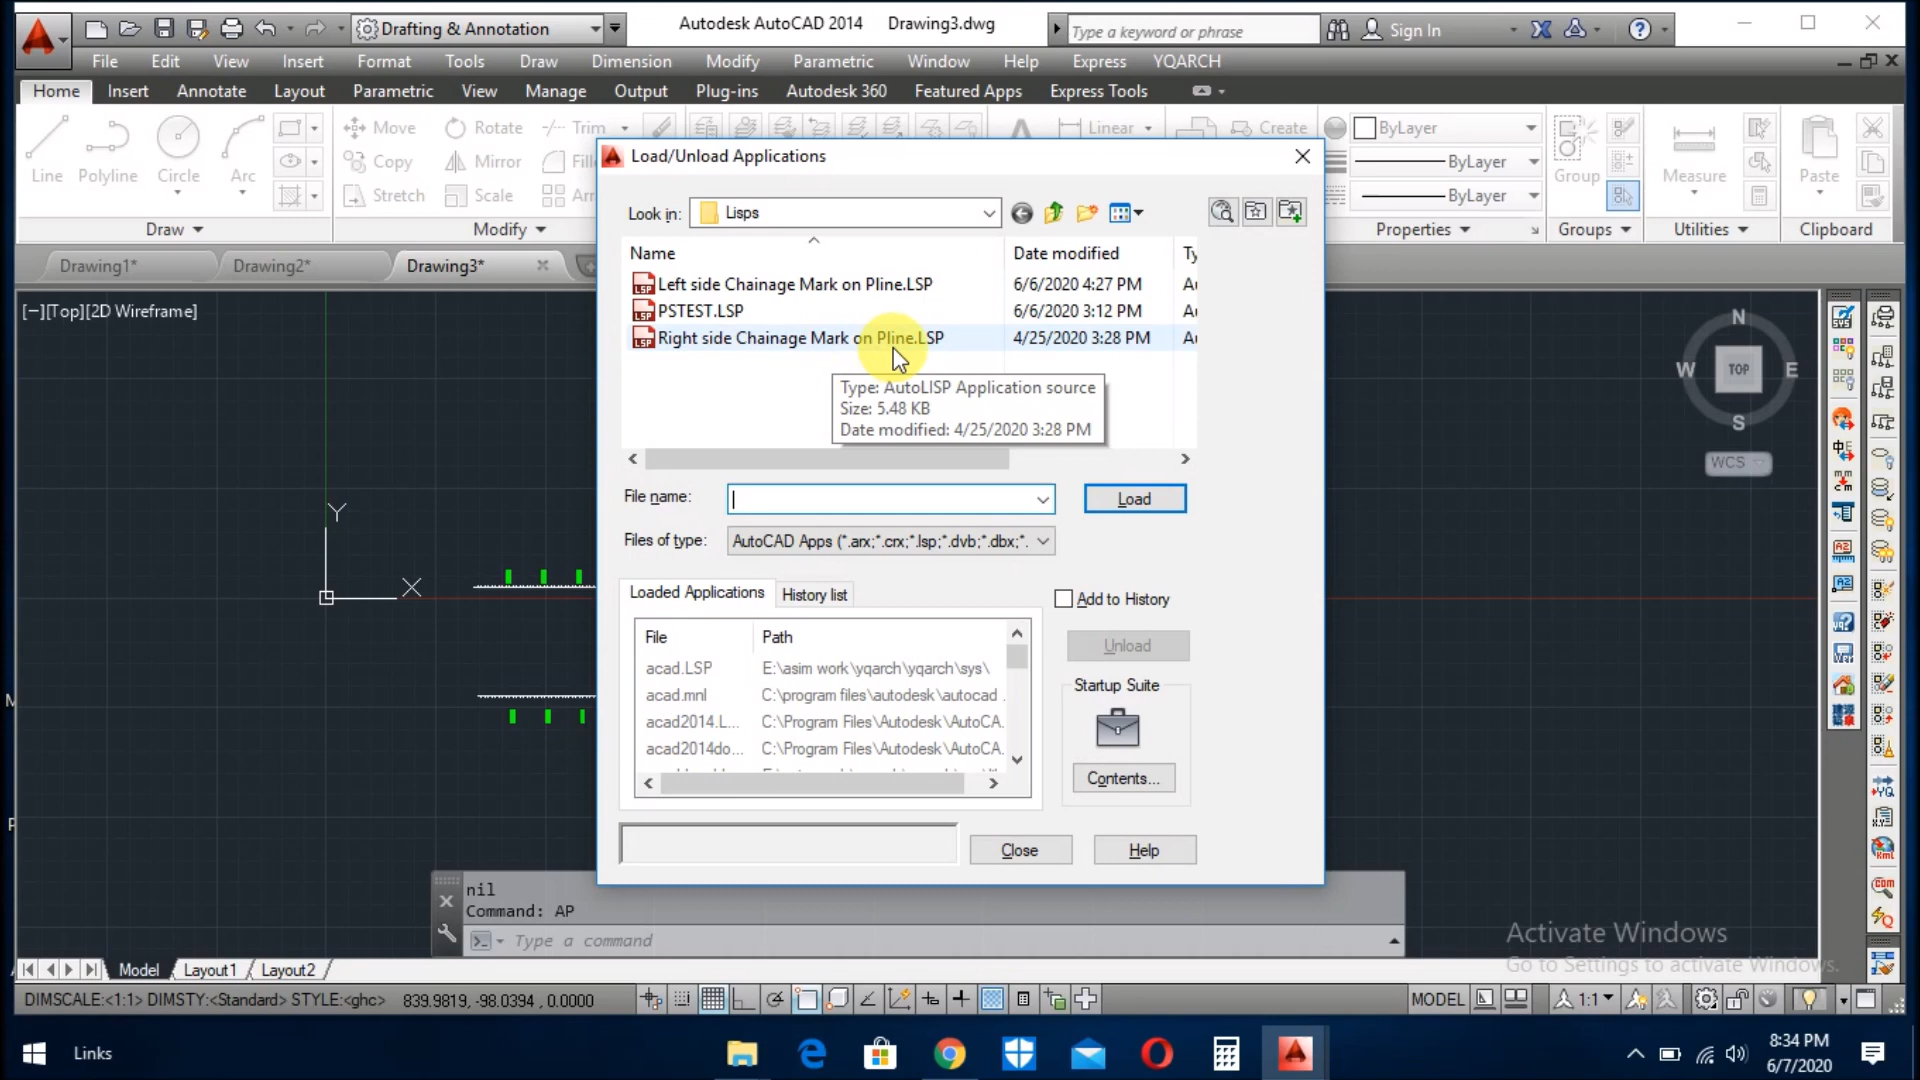 Drafting & Annotation
Autodesk AutoCAD 2014 Drawing3.dwg
Type a keyword or phrase
Sign In
File Edit View Insert Format Tools Draw Dimension Modify Parametric Window Help Express YQARCH
Home Insert Annotate Layout Parametric View Manage Output Plug-ins Autodesk 360 Featured Apps Express Tools
Line Polyline Circle Arc
Move Rotate Trim
Copy Mirror
Stretch Scale
Linear Create
ByLayer
ByLayer
ByLayer
Group Measure Paste
Draw Modify Properties Groups Utilities Clipboard
Drawing1* Drawing2* Drawing3*
[−][Top][2D Wireframe]
Load/Unload Applications
Look in: Lisps
Name Date modified
Left side Chainage Mark on Pline.LSP 6/6/2020 4:27 PM
PSTEST.LSP 6/6/2020 3:12 PM
Right side Chainage Mark on Pline.LSP 4/25/2020 3:28 PM
Type: AutoLISP Application source
Size: 5.48 KB
Date modified: 4/25/2020 3:28 PM
File name:
Load
Files of type: AutoCAD Apps (*.arx;*.crx;*.lsp;*.dvb;*.dbx;*.
Loaded Applications History list
Add to History
File Path
acad.LSP E:\asim work\yqarch\yqarch\sys\
acad.mnl C:\program files\autodesk\autocad
acad2014.L... C:\Program Files\Autodesk\AutoCA.
acad2014do... C:\Program Files\Autodesk\AutoCA.
Unload
Startup Suite
Contents...
Close Help
N
W TOP E
S
WCS
Y
X
nil
Command: AP
Type a command
Activate Windows
Go to Settings to activate Windows.
Model Layout1 Layout2
DIMSCALE:<1:1> DIMSTY:<Standard> STYLE:<ghc> 839.9819, -98.0394 , 0.0000
MODEL 1:1
Links
8:34 PM
6/7/2020